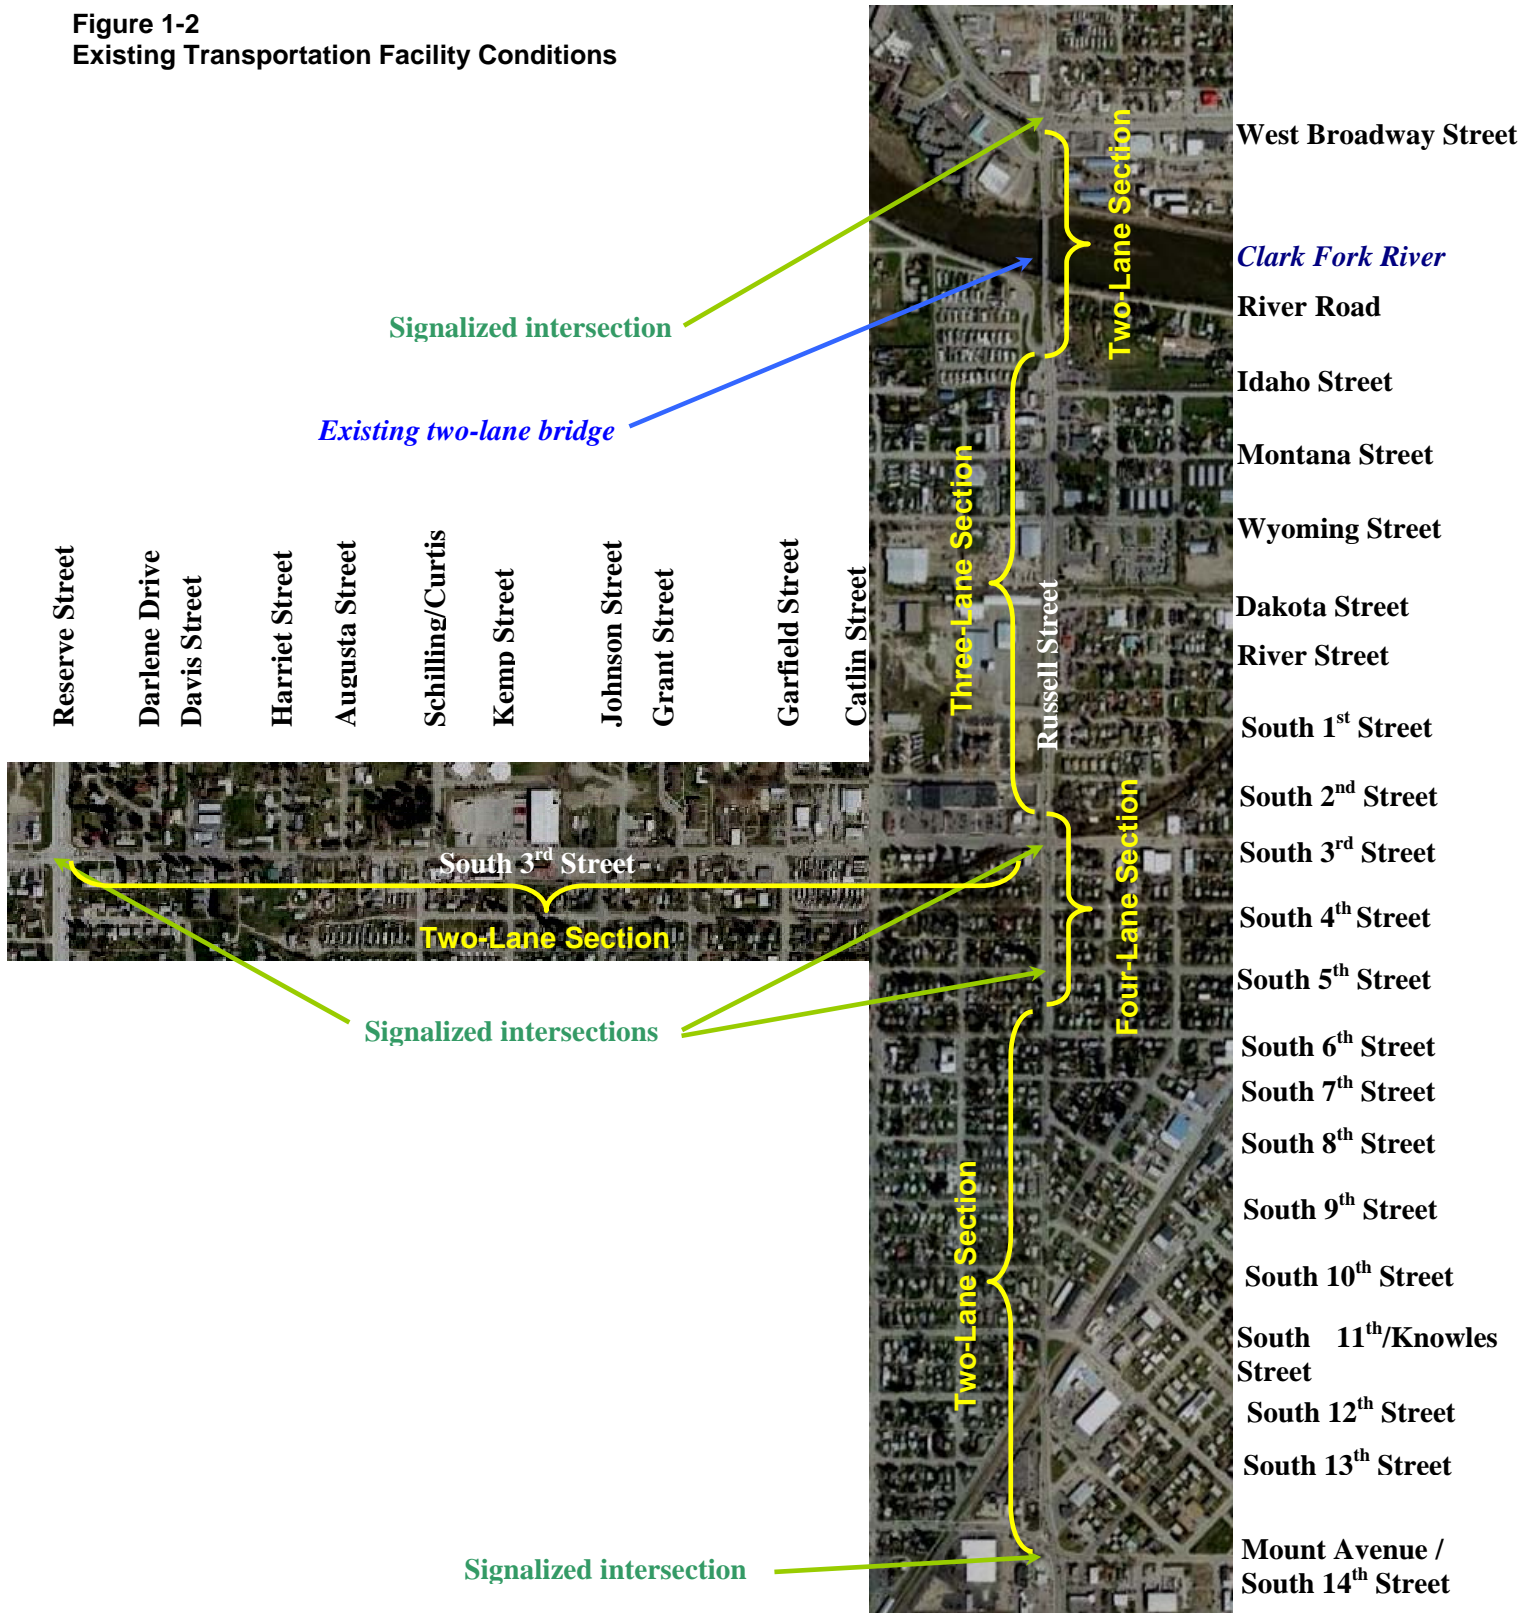 Figure 1-2
Existing Transportation Facility Conditions
West Broadway Street
Two-Lane Section
Clark Fork River
River Road
Signalized intersection
Idaho Street
Existing two-lane bridge
Montana Street
Three-Lane Section
Wyoming Street
Dakota Street
River Street
Russell Street
South 1st Street
Reserve Street
Darlene Drive
Davis Street
Harriet Street
Augusta Street
Schilling/Curtis
Kemp Street
Johnson Street
Grant Street
Garfield Street
Catlin Street
South 2nd Street
South 3rd Street
South 3rd Street
Two-Lane Section
Four-Lane Section
South 4th Street
South 5th Street
Signalized intersections
South 6th Street
South 7th Street
South 8th Street
Two-Lane Section
South 9th Street
South 10th Street
South 11th/Knowles
Street
South 12th Street
South 13th Street
Signalized intersection
Mount Avenue /
South 14th Street